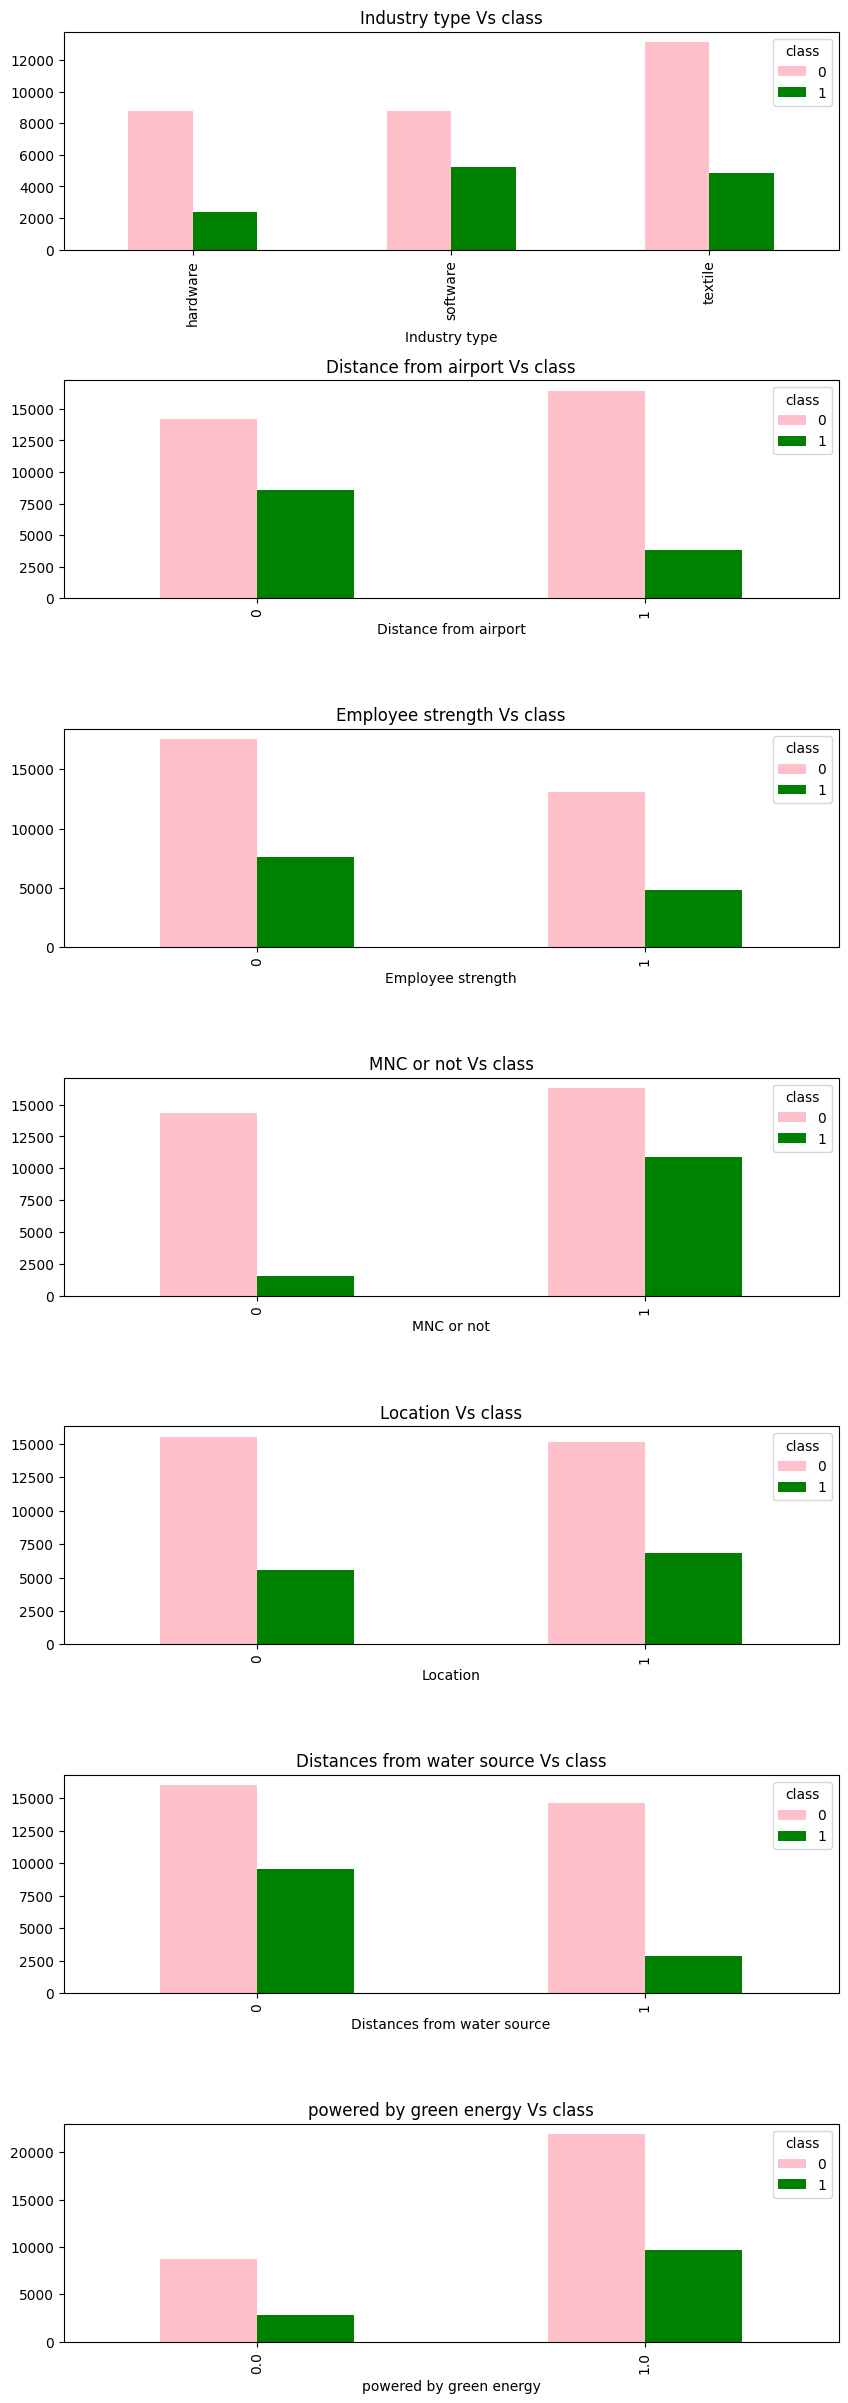 Industry type Vs class
12000
10000
8000
6000
4000
2000
0
class
0
1
hardware
software
textile
Industry type
Distance from airport Vs class
15000
12500
10000
7500
5000
2500
0
class
0
1
0
1
Distance from airport
Employee strength Vs class
15000
10000
5000
0
class
0
1
0
1
Employee strength
MNC or not Vs class
15000
12500
10000
7500
5000
2500
0
class
0
1
0
1
MNC or not
Location Vs class
15000
12500
10000
7500
5000
2500
0
class
0
1
0
1
Location
Distances from water source Vs class
15000
12500
10000
7500
5000
2500
0
class
0
1
0
1
Distances from water source
powered by green energy Vs class
20000
15000
10000
5000
0
class
0
1
0.0
1.0
powered by green energy